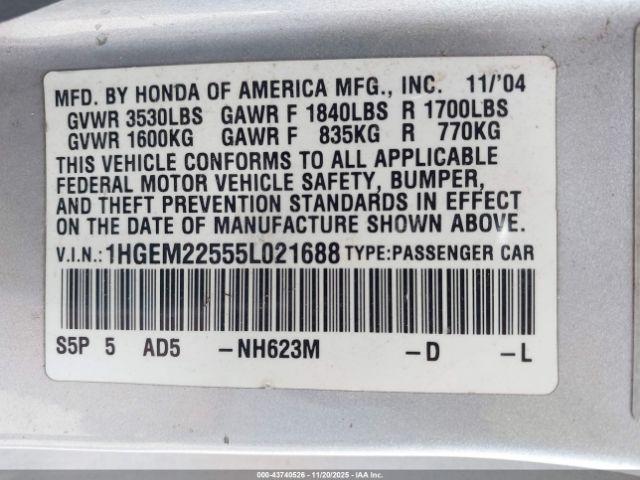 MFD. BY HONDA OF AMERICA MFG., INC. 11/'04
GVWR 3530LBS GAWR F 1840LBS R 1700LBS
GVWR 1600KG GAWR F 835KG R 770KG
THIS VEHICLE CONFORMS TO ALL APPLICABLE
FEDERAL MOTOR VEHICLE SAFETY, BUMPER,
AND THEFT PREVENTION STANDARDS IN EFFECT
ON THE DATE OF MANUFACTURE SHOWN ABOVE.
V.I.N.:1HGEM22555L021688 TYPE:PASSENGER CAR
S5P 5 AD5 -NH623M -D -L
000-43740526 - 11/20/2025 - IAAI.COM